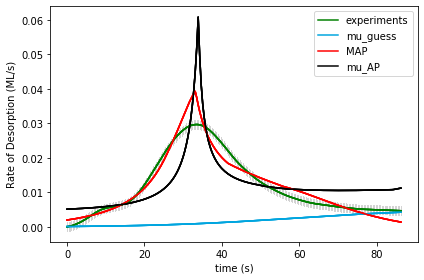 Rate of Desorption (ML/s)
0.06
0.05
0.04
0.03
0.02
0.01
0.00
experiments
mu_guess
MAP
mu_AP
0 20 40 60 80
time (s)